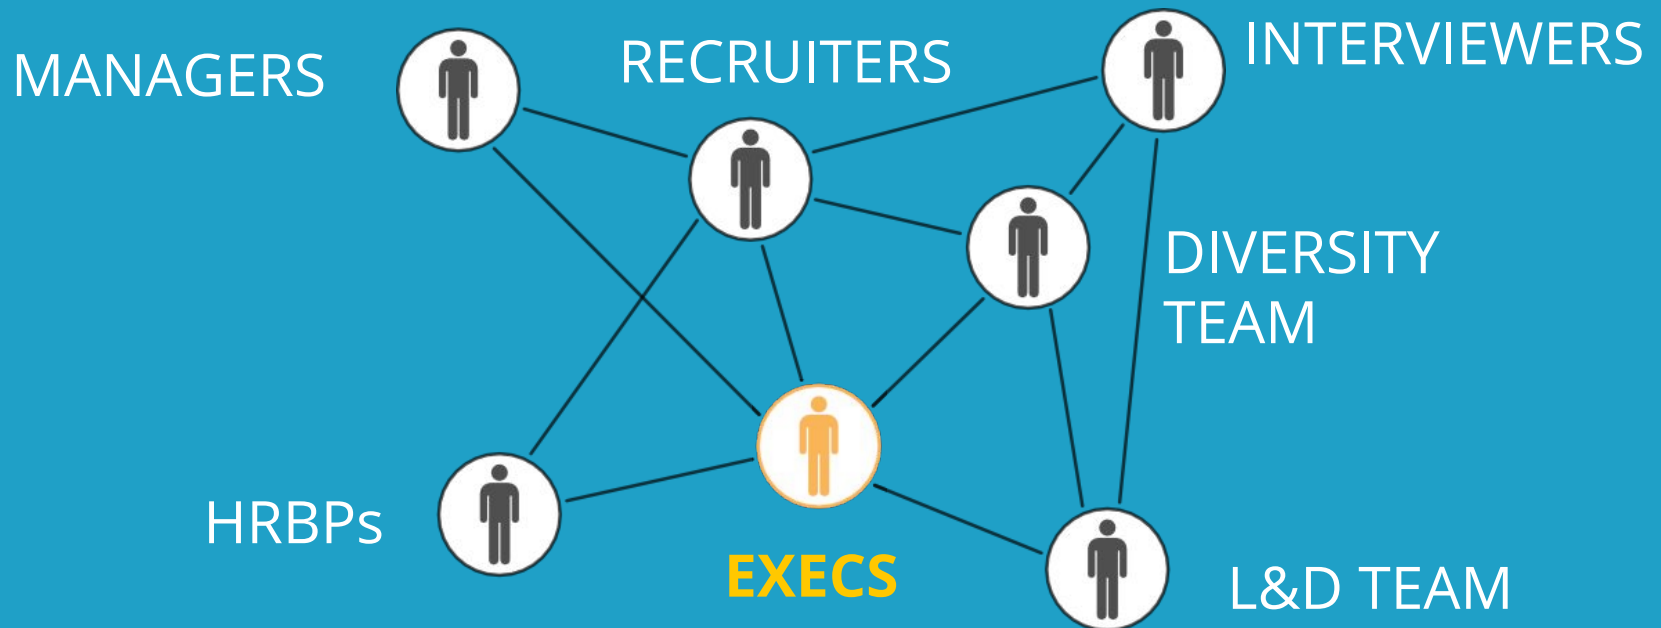 MANAGERS
RECRUITERS
INTERVIEWERS
DIVERSITY
TEAM
HRBPs
EXECS
L&D TEAM